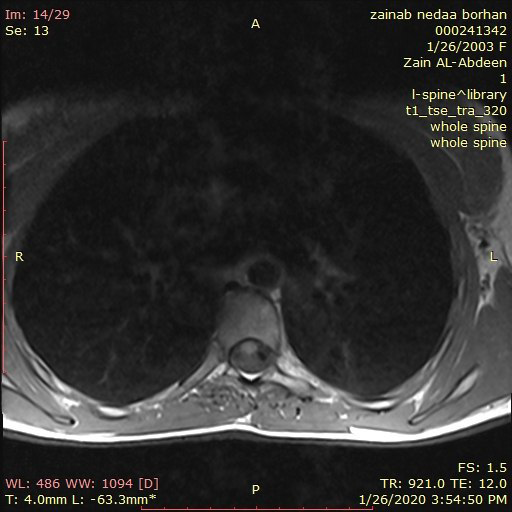 Im: 14/29
Se: 13
A
zainab nedaa borhan
000241342
1/26/2003 F
Zain AL-Abdeen
1
l-spine^library
t1_tse_tra_320
whole spine
whole spine
R
L
WL: 486 WW: 1094 [D]
T: 4.0mm L: -63.3mm*
P
FS: 1.5
TR: 921.0 TE: 12.0
1/26/2020 3:54:50 PM